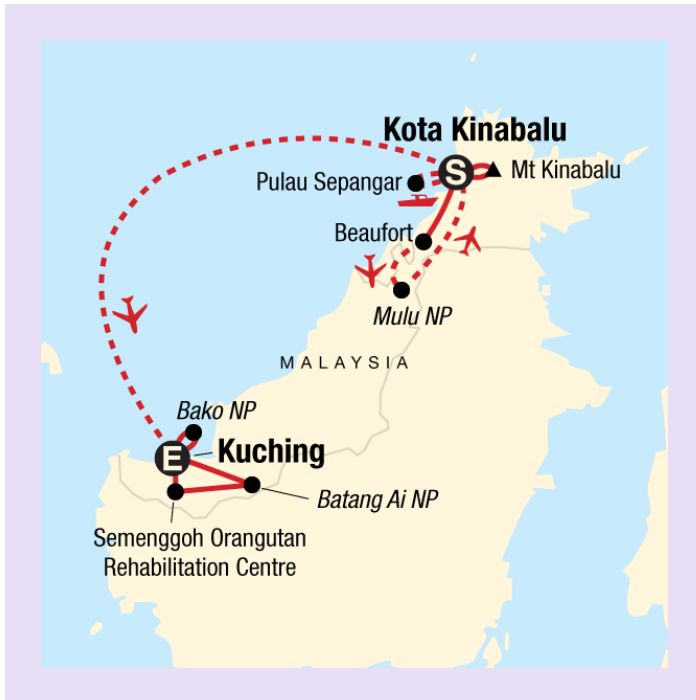 Kota Kinabalu
S
Mt Kinabalu
Pulau Sepangar
Beaufort
Mulu NP
MALAYSIA
Bako NP
E
Kuching
Batang Ai NP
Semenggoh Orangutan
Rehabilitation Centre